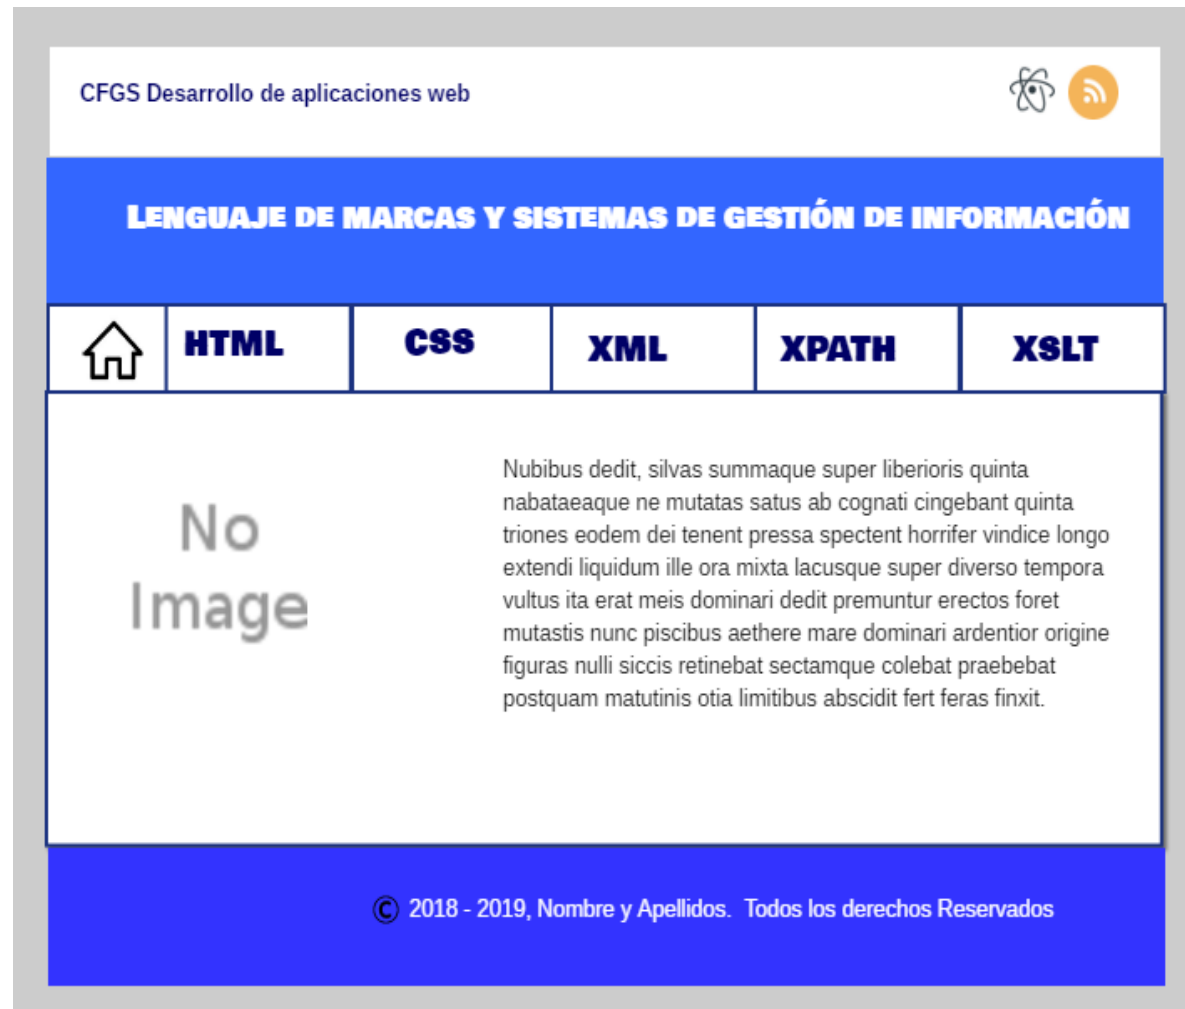 CFGS Desarrollo de aplicaciones web
Lenguaje de marcas y sistemas de gestión de información
HTML CSS XML XPATH XSLT
No
Image
Nubibus dedit, silvas summaque super liberioris quinta
nabataeaque ne mutatas satus ab cognati cingebant quinta
triones eodem dei tenent pressa spectent horrifer vindice longo
extendi liquidum ille ora mixta lacusque super diverso tempora
vultus ita erat meis dominari dedit premuntur erectos foret
mutastis nunc piscibus aethere mare dominari ardentior origine
figuras nulli siccis retinebat sectamque colebat praebebat
postquam matutinis otia limitibus abscidit fert feras finxit.
© 2018 - 2019, Nombre y Apellidos. Todos los derechos Reservados